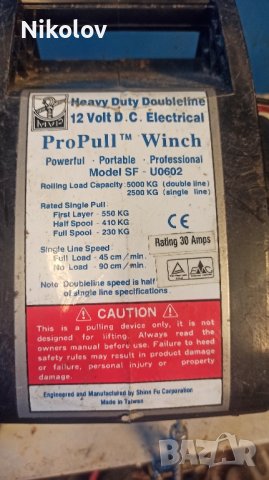 Nikolov
Heavy Duty Doubleline
12 Volt D.C. Electrical
MVP
ProPull™ Winch
Powerful · Portable · Professional
Model SF - U0602
Rolling Load Capacity - 5000 KG (double line)
2500 KG (single line)
Rated Single Pull -
First Layer - 550 KG
Half Spool - 410 KG
Full Spool - 230 KG
CE
Single Line Speed -
Full Load - 45 cm/min.
No Load - 90 cm/min.
Rating 30 Amps
Note: Doubleline speed is half
of single line specifications.
CAUTION
This is a pulling device only, it is not
designed for lifting. Always read the
owners manual before use. Failure to heed
safety rules may result in product damage
or failure, personal injury or property
damage.
Engineered and Manufactured by Shinn Fu Corporation
Made in Taiwan
BAZAR